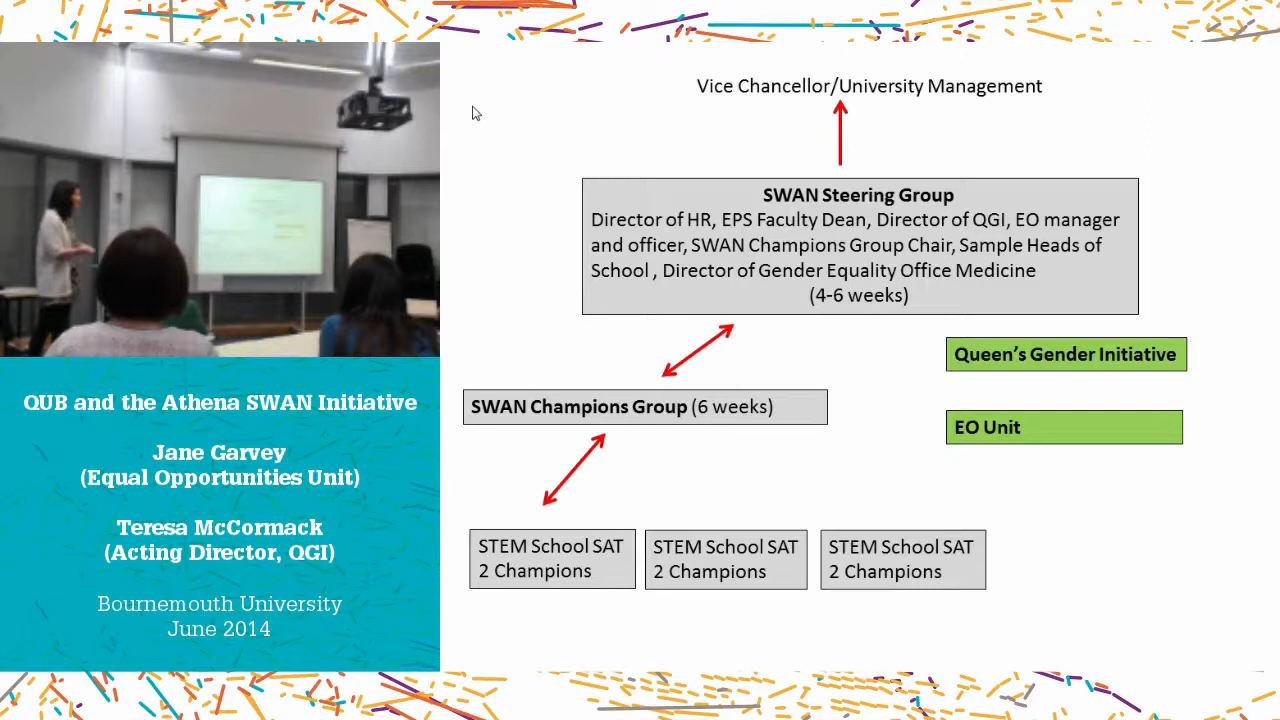 QUB and the Athena SWAN Initiative
Jane Garvey
(Equal Opportunities Unit)
Teresa McCormack
(Acting Director, QGI)
Bournemouth University
June 2014
Vice Chancellor/University Management
SWAN Steering Group
Director of HR, EPS Faculty Dean, Director of QGI, EO manager
and officer, SWAN Champions Group Chair, Sample Heads of
School , Director of Gender Equality Office Medicine
(4-6 weeks)
Queen's Gender Initiative
SWAN Champions Group (6 weeks)
EO Unit
STEM School SAT
2 Champions
STEM School SAT
2 Champions
STEM School SAT
2 Champions